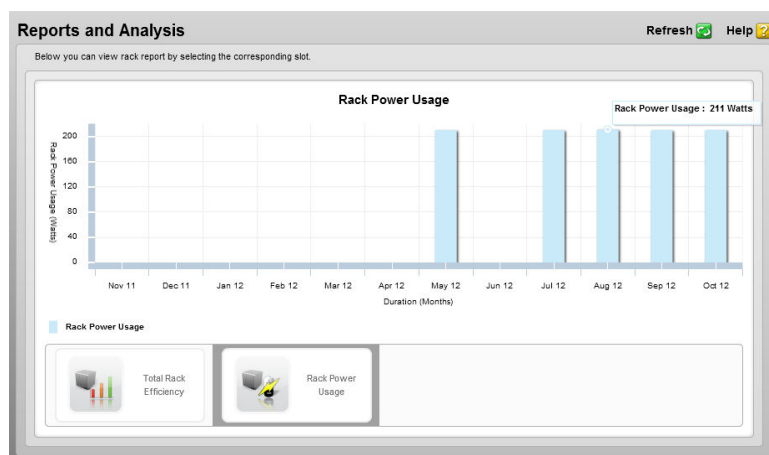 Reports and Analysis
Refresh Help ?
Below you can view rack report by selecting the corresponding slot.
Rack Power Usage
Rack Power Usage : 211 Watts
Rack Power Usage (Watts)
200
160
120
80
40
0
Nov 11 Dec 11 Jan 12 Feb 12 Mar 12 Apr 12 May 12 Jun 12 Jul 12 Aug 12 Sep 12 Oct 12
Duration (Months)
Rack Power Usage
Total Rack
Efficiency
Rack Power
Usage